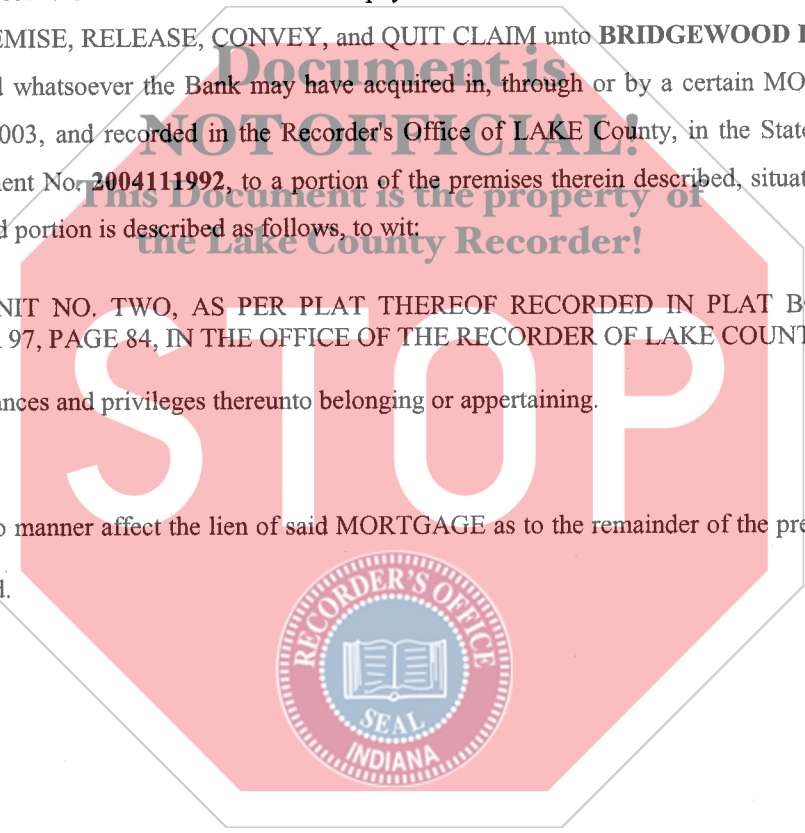 EMISE, RELEASE, CONVEY, and QUIT CLAIM unto BRIDGEWOOD
Document is
whatsoever the Bank may have acquired in, through or by a certain MO
003, and recorded in the Recorder's Office of LAKE County, in the State
NOT OFFICIAL!
ent No. 2004111992, to a portion of the premises therein described, situat
This Document is the property of
d portion is described as follows, to wit:
the Lake County Recorder!
NIT NO. TWO, AS PER PLAT THEREOF RECORDED IN PLAT B
97, PAGE 84, IN THE OFFICE OF THE RECORDER OF LAKE COUNT
ances and privileges thereunto belonging or appertaining.
STOP
o manner affect the lien of said MORTGAGE as to the remainder of the pre
d.
RECORDER'S OFFICE
SEAL
INDIANA